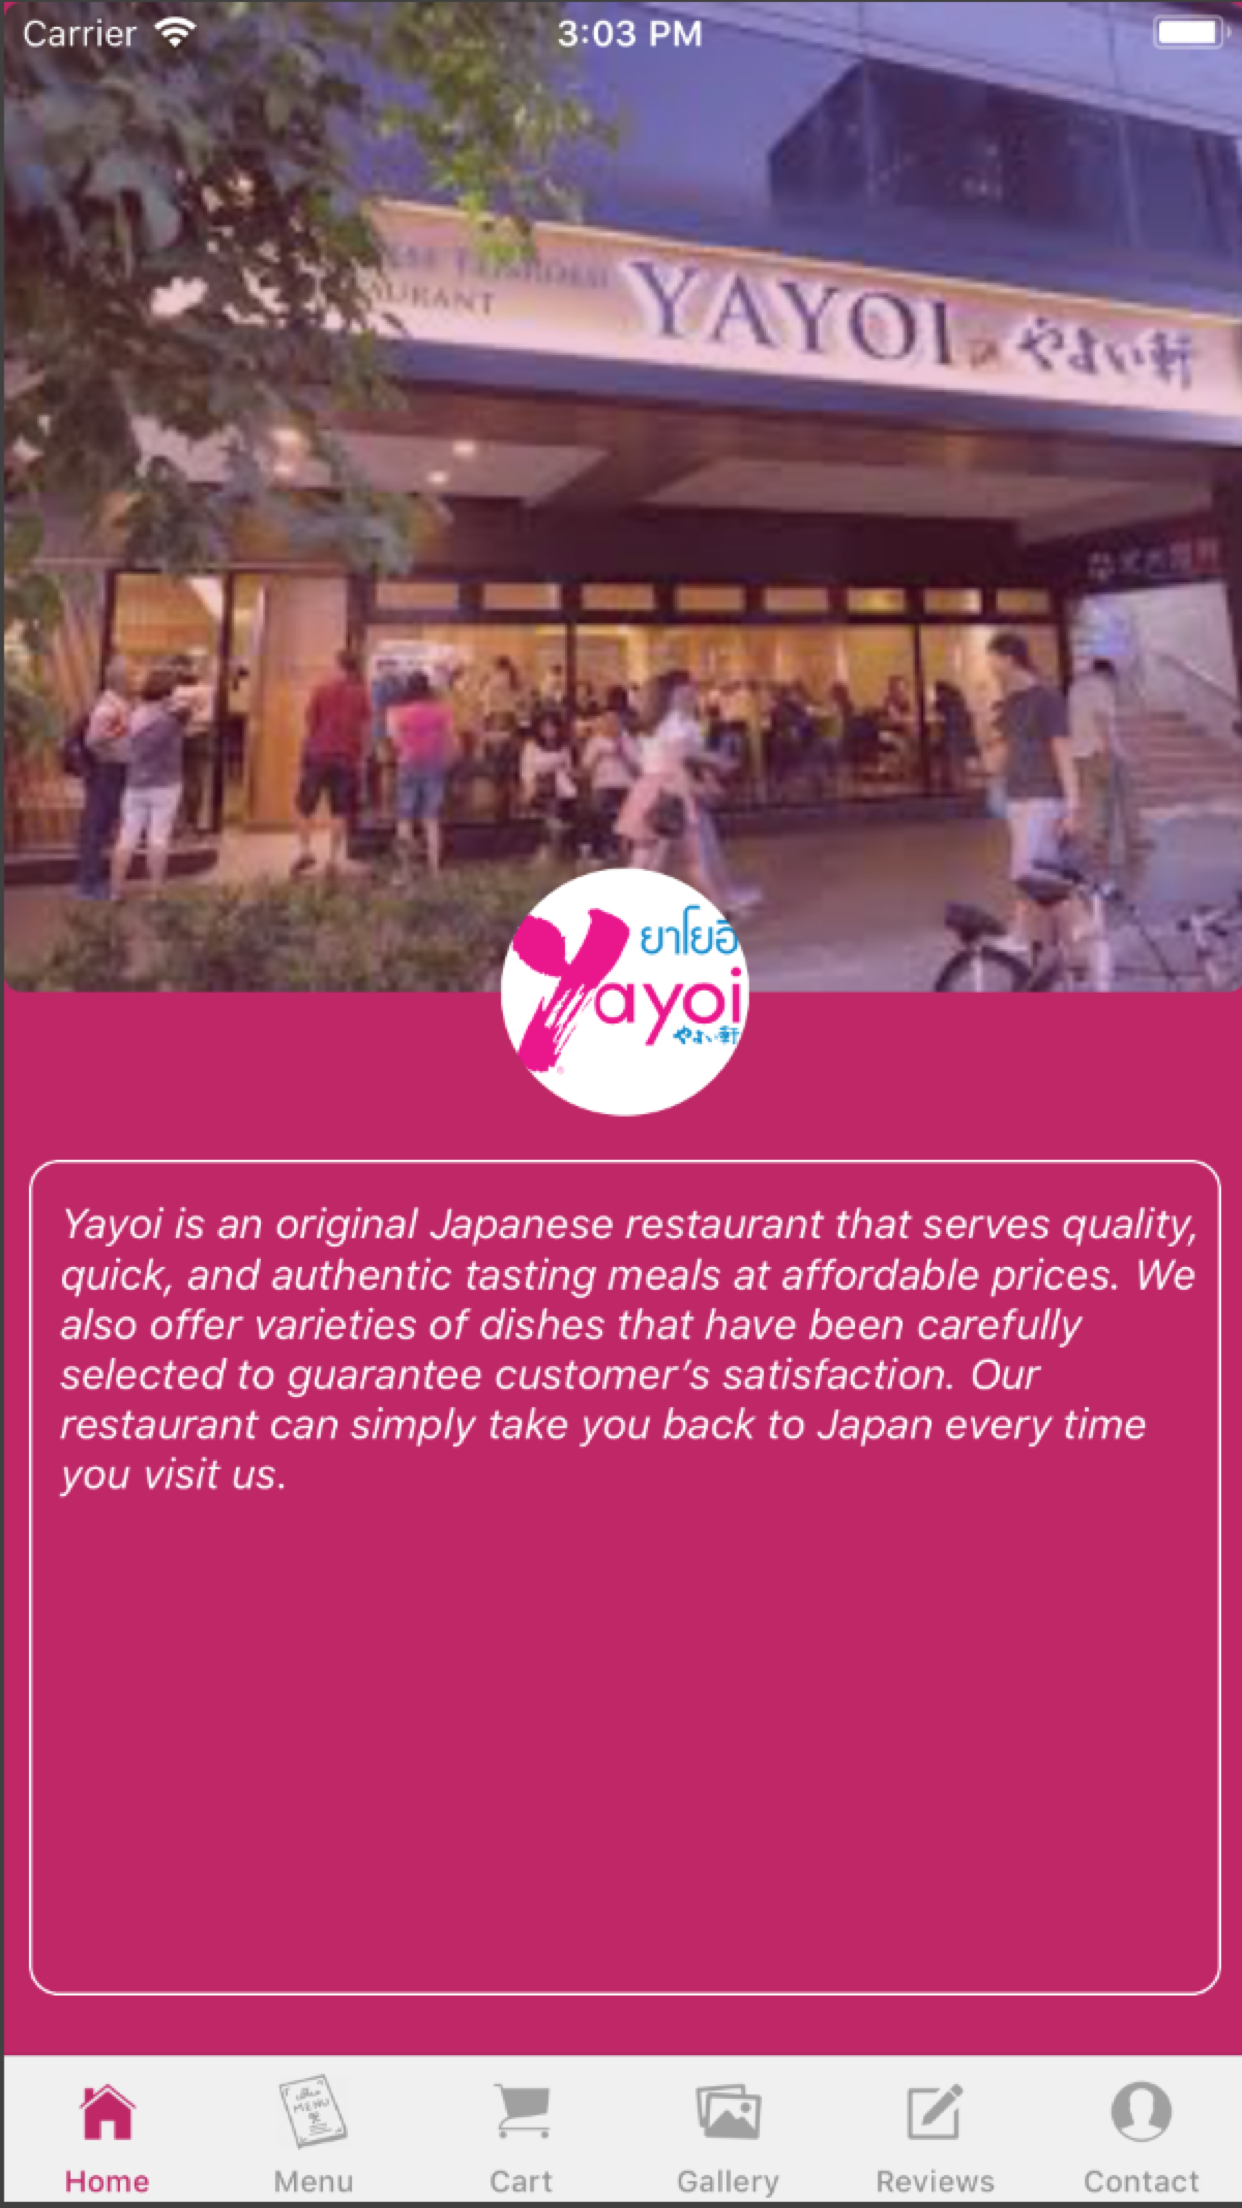 Carrier
3:03 PM
RESTAURANT
YAYOI やよい軒
ยาโยอิ
Yayoi
やよい軒
Yayoi is an original Japanese restaurant that serves quality,
quick, and authentic tasting meals at affordable prices. We
also offer varieties of dishes that have been carefully
selected to guarantee customer’s satisfaction. Our
restaurant can simply take you back to Japan every time
you visit us.
MENU
Home Menu Cart Gallery Reviews Contact